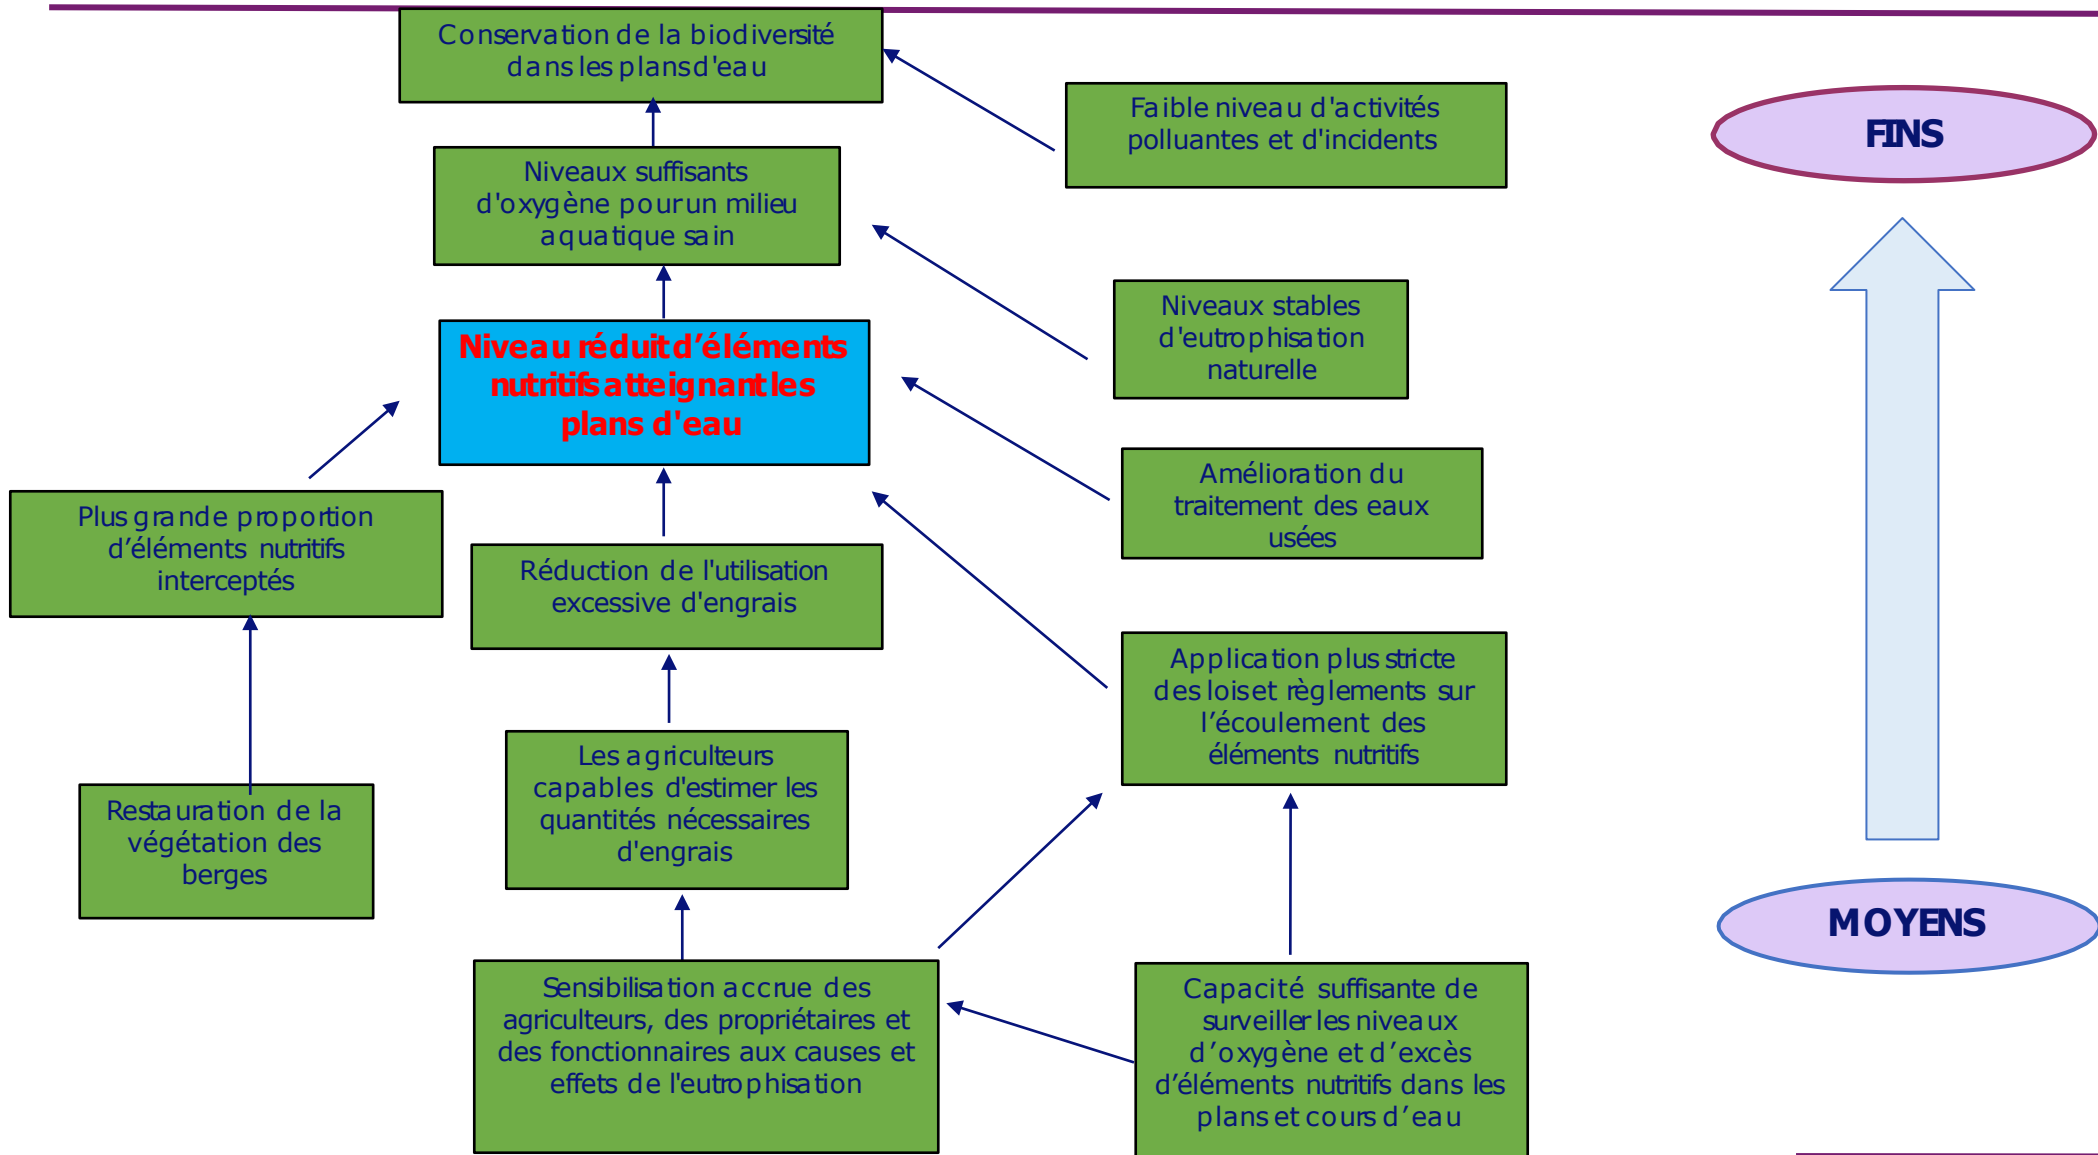 Conservation de la biodiversité
dans les plans d'eau
Faible niveau d'activités
polluantes et d'incidents
FINS
Niveaux suffisants
d'oxygène pour un milieu
aquatique sain
Niveaux stables
d'eutrophisation
naturelle
Niveau réduit d’éléments
nutritifs atteignant les
plans d'eau
Amélioration du
traitement des eaux
usées
Plus grande proportion
d’éléments nutritifs
interceptés
Réduction de l'utilisation
excessive d'engrais
Application plus stricte
des lois et règlements sur
l’écoulement des
éléments nutritifs
Les agriculteurs
capables d'estimer les
quantités nécessaires
d'engrais
Restauration de la
végétation des
berges
MOYENS
Sensibilisation accrue des
agriculteurs, des propriétaires et
des fonctionnaires aux causes et
effets de l'eutrophisation
Capacité suffisante de
surveiller les niveaux
d’oxygène et d’excès
d’éléments nutritifs dans les
plans et cours d’eau